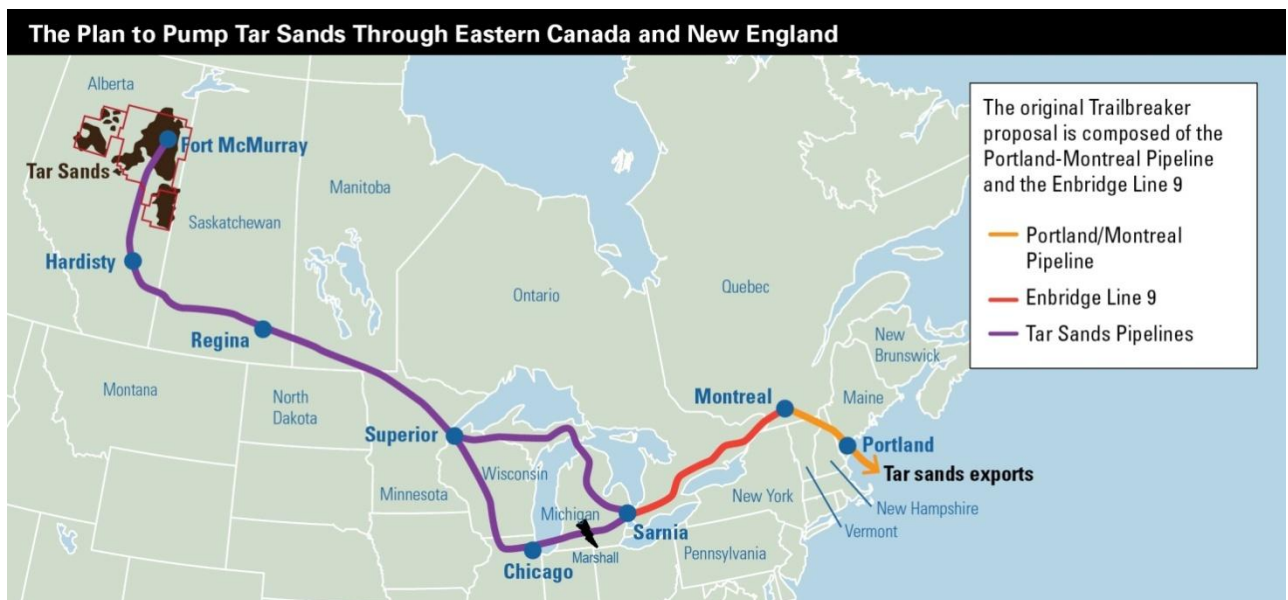 The Plan to Pump Tar Sands Through Eastern Canada and New England
Alberta
Fort McMurray
Tar Sands
Manitoba
Saskatchewan
Hardisty
Regina
Ontario
Quebec
New
Brunswick
Montana
North
Dakota
Montreal
Maine
Superior
Portland
Tar sands exports
Wisconsin
Minnesota
Michigan
New York
New Hampshire
Sarnia
Vermont
Marshall
Pennsylvania
Chicago
The original Trailbreaker
proposal is composed of the
Portland-Montreal Pipeline
and the Enbridge Line 9
Portland/Montreal
Pipeline
Enbridge Line 9
Tar Sands Pipelines